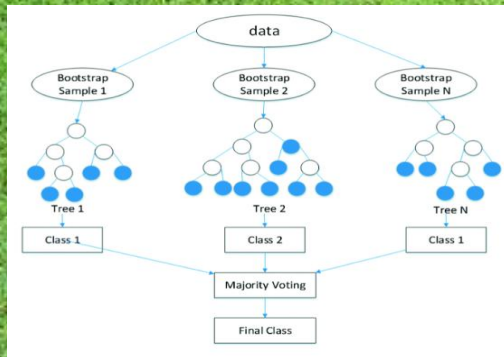 data
Bootstrap
Sample 1
Bootstrap
Sample 2
Bootstrap
Sample N
Tree 1
Tree 2
Tree N
Class 1
Class 2
Class 1
Majority Voting
Final Class